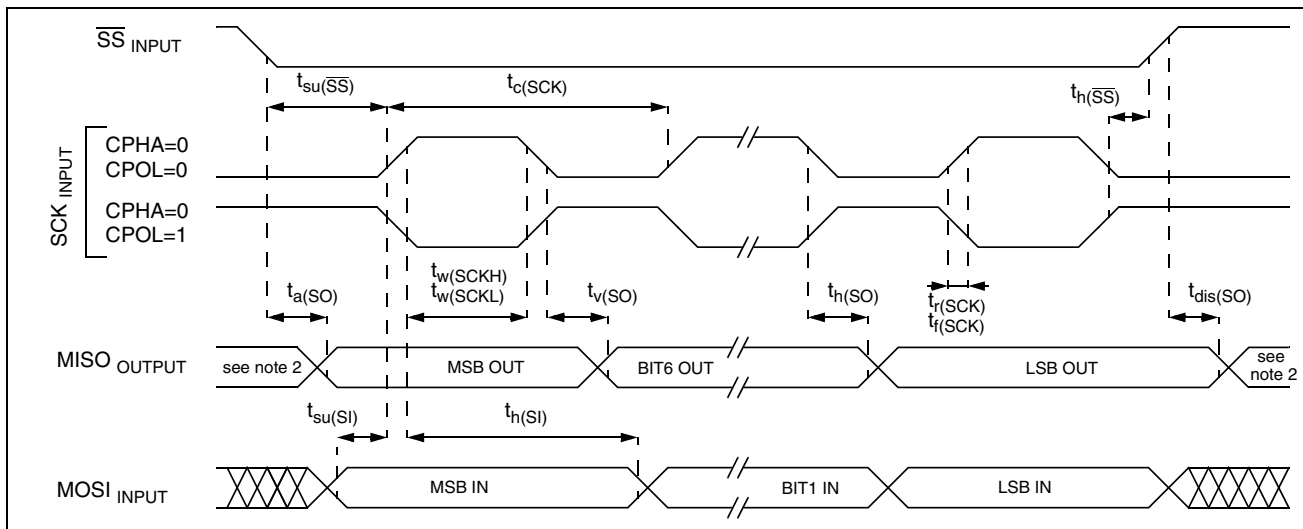 SS INPUT
tsu(SS)
tc(SCK)
th(SS)
SCK INPUT
CPHA=0
CPOL=0
CPHA=0
CPOL=1
ta(SO)
tw(SCKH)
tw(SCKL)
tv(SO)
th(SO)
tr(SCK)
tf(SCK)
tdis(SO)
MISO OUTPUT
see note 2
MSB OUT
BIT6 OUT
LSB OUT
see
note 2
tsu(SI)
th(SI)
MOSI INPUT
MSB IN
BIT1 IN
LSB IN